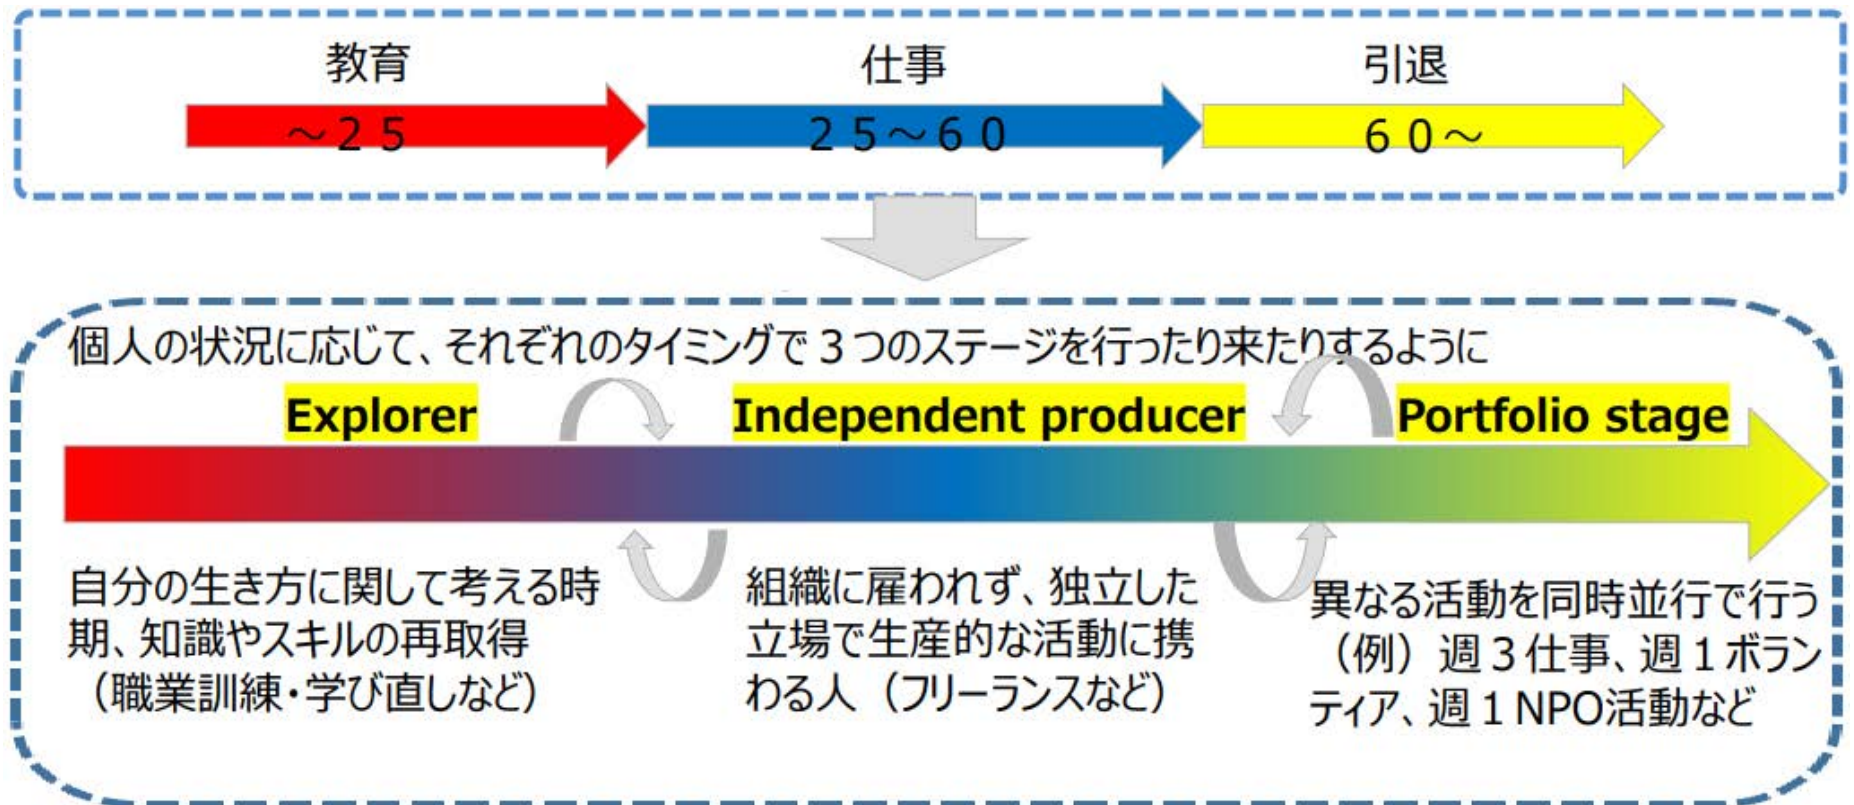 教育
仕事
引退
～２５
２５～６０
６０～
個人の状況に応じて、それぞれのタイミングで３つのステージを行ったり来たりするように
Explorer
Independent producer
Portfolio stage
自分の生き方に関して考える時
期、知識やスキルの再取得
（職業訓練・学び直しなど）
組織に雇われず、独立した
立場で生産的な活動に携
わる人（フリーランスなど）
異なる活動を同時並行で行う
（例）週３仕事、週１ボラン
ティア、週１NPO活動など